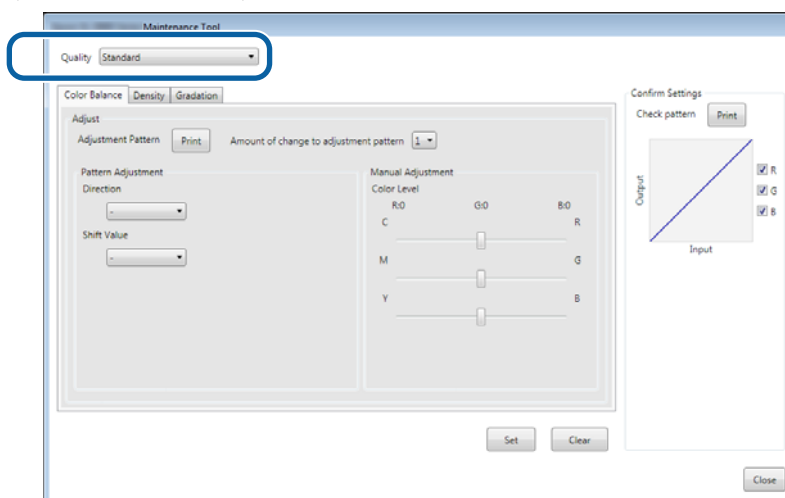 Maintenance Tool
Quality Standard
Color Balance Density Gradation
Adjust
Adjustment Pattern Print Amount of change to adjustment pattern 1
Pattern Adjustment
Direction
-
Shift Value
-
Manual Adjustment
Color Level
R:0 G:0 B:0
C R
M G
Y B
Set Clear
Confirm Settings
Check pattern Print
Output
Input
R
G
B
Close